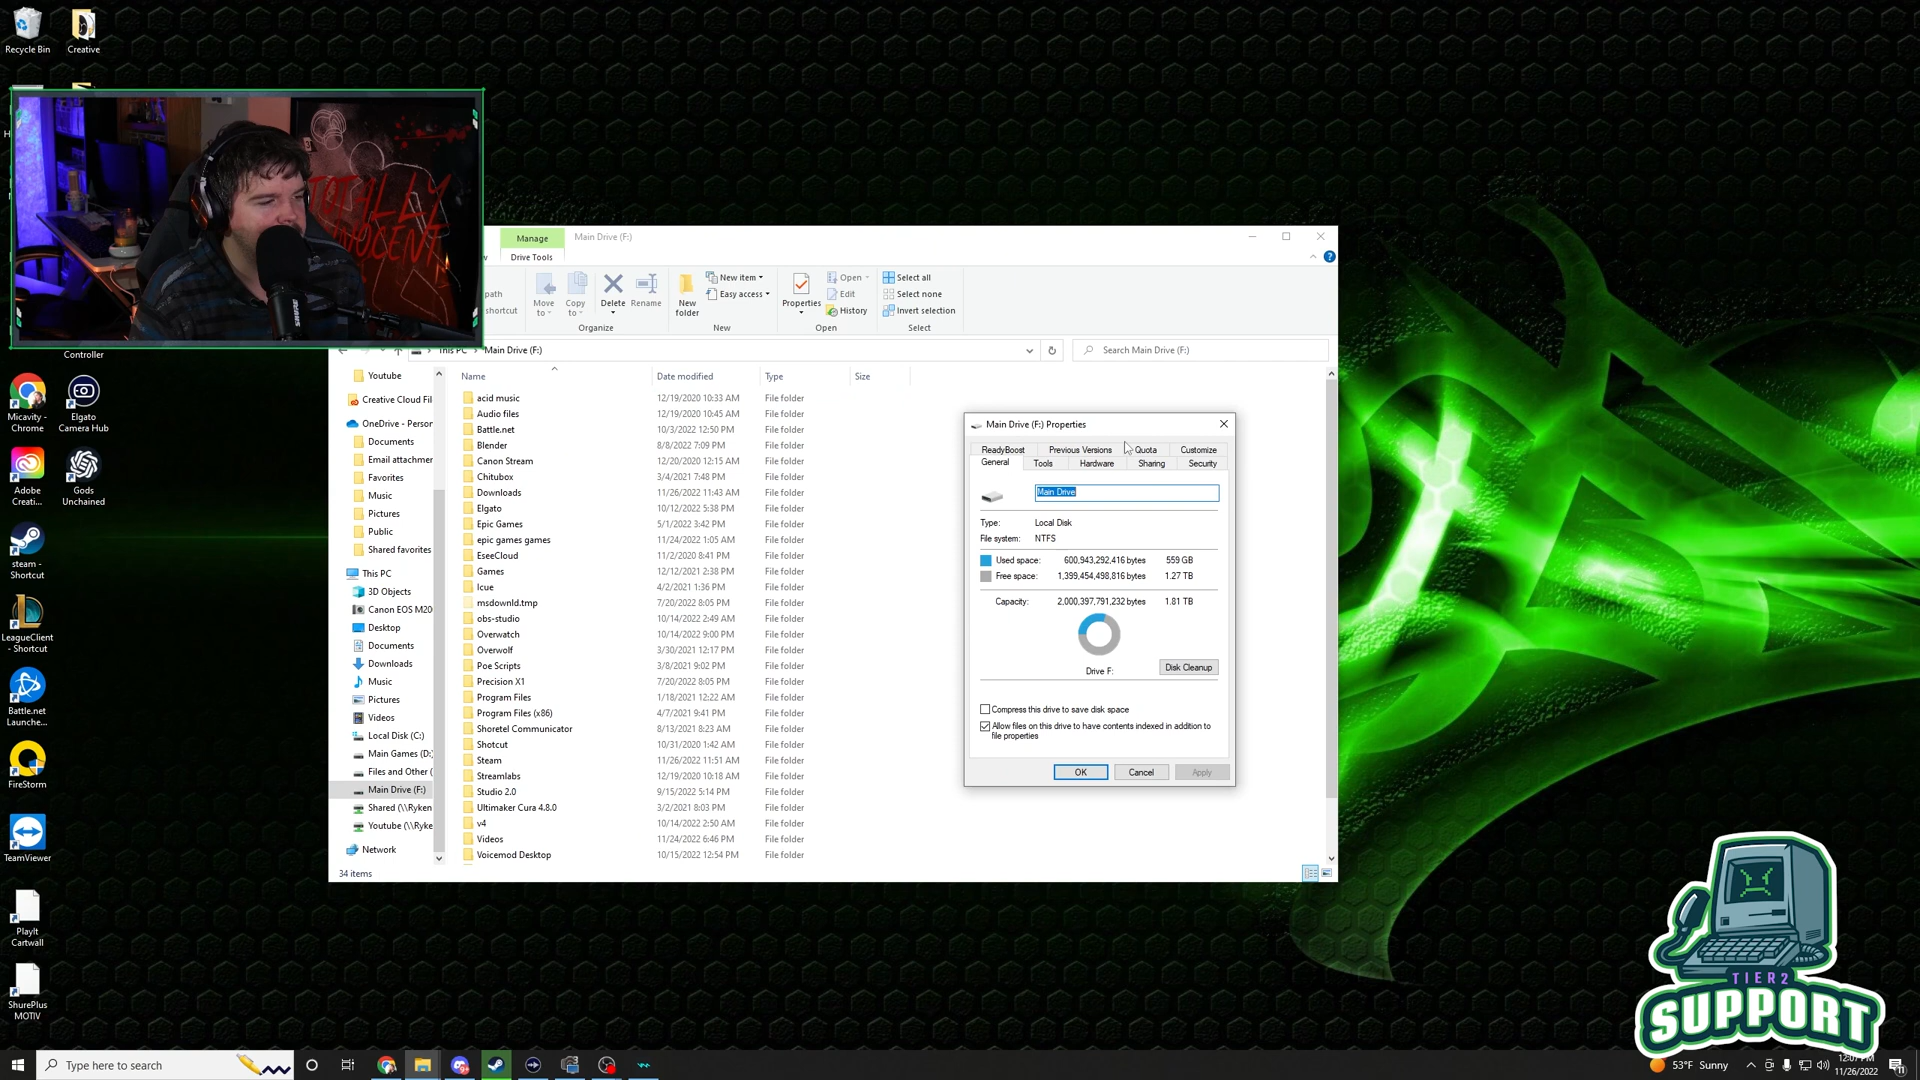 Recycle Bin
Creative
TOTALLY
INNOCENT
SHURE
Controller
Micavity -
Chrome
Elgato
Camera Hub
Adobe
Creati...
Gods
Unchained
steam -
Shortcut
LeagueClient
- Shortcut
Battle.net
Launche...
FireStorm
TeamViewer
PlayIt
Cartwall
ShurePlus
MOTIV
Manage
Main Drive (F:)
Drive Tools
path
shortcut
Move
to
Copy
to
Delete
Rename
Organize
New
folder
New item
Easy access
New
Properties
Open
Edit
History
Open
Select all
Select none
Invert selection
Select
This PC
Main Drive (F:)
Search Main Drive (F:)
Youtube
Creative Cloud Fil
OneDrive - Person
Documents
Email attachmer
Favorites
Music
Pictures
Public
Shared favorites
This PC
3D Objects
Canon EOS M200
Desktop
Documents
Downloads
Music
Pictures
Videos
Local Disk (C:)
Main Games (D:)
Files and Other (
Main Drive (F:)
Shared (\\Ryken
Youtube (\\Ryke
Network
34 items
Name Date modified Type Size
acid music 12/19/2020 10:33 AM File folder
Audio files 12/19/2020 10:45 AM File folder
Battle.net 10/3/2022 12:50 PM File folder
Blender 8/8/2022 7:09 PM File folder
Canon Stream 12/20/2020 12:15 AM File folder
Chitubox 3/4/2021 7:48 PM File folder
Downloads 11/26/2022 11:43 AM File folder
Elgato 10/12/2022 5:38 PM File folder
Epic Games 5/1/2022 3:42 PM File folder
epic games games 11/24/2022 1:05 AM File folder
EseeCloud 11/2/2020 8:41 PM File folder
Games 12/12/2021 2:38 PM File folder
Icue 4/2/2021 1:36 PM File folder
msdownld.tmp 7/20/2022 8:05 PM File folder
obs-studio 10/14/2022 2:49 AM File folder
Overwatch 10/14/2022 9:00 PM File folder
Overwolf 3/30/2021 12:17 PM File folder
Poe Scripts 3/8/2021 9:02 PM File folder
Precision X1 7/20/2022 8:05 PM File folder
Program Files 1/18/2021 12:22 AM File folder
Program Files (x86) 4/7/2021 9:41 PM File folder
Shoretel Communicator 8/13/2021 8:23 AM File folder
Shotcut 10/31/2020 1:42 AM File folder
Steam 11/26/2022 11:51 AM File folder
Streamlabs 12/19/2020 10:18 AM File folder
Studio 2.0 9/15/2022 5:14 PM File folder
Ultimaker Cura 4.8.0 3/2/2021 8:03 PM File folder
v4 10/14/2022 2:50 AM File folder
Videos 11/24/2022 6:46 PM File folder
Voicemod Desktop 10/15/2022 12:54 PM File folder
Main Drive (F:) Properties
ReadyBoost Previous Versions Quota Customize
General Tools Hardware Sharing Security
Main Drive
Type: Local Disk
File system: NTFS
Used space: 600,943,292,416 bytes 559 GB
Free space: 1,399,454,498,816 bytes 1.27 TB
Capacity: 2,000,397,791,232 bytes 1.81 TB
Drive F:
Disk Cleanup
Compress this drive to save disk space
Allow files on this drive to have contents indexed in addition to
file properties
OK Cancel Apply
TIER2
SUPPORT
Type here to search
53°F Sunny
12:07 PM
11/26/2022